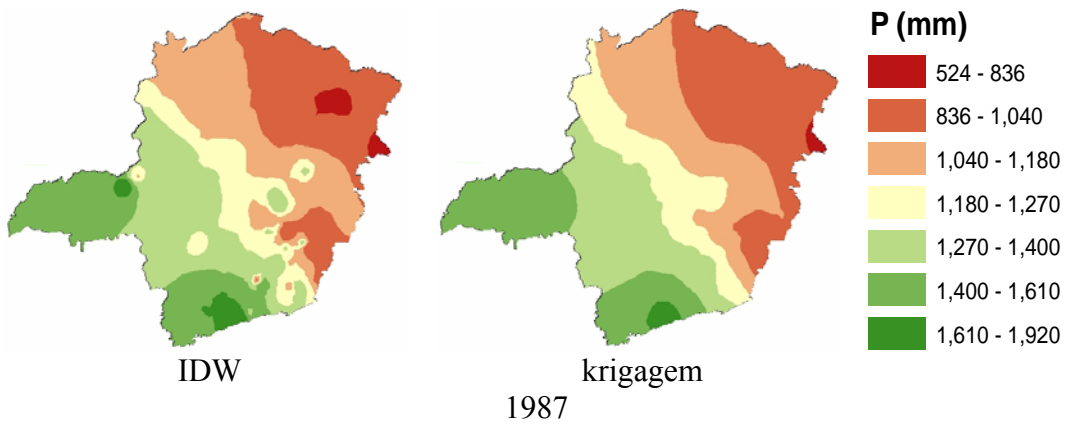 P (mm)
524 - 836
836 - 1,040
1,040 - 1,180
1,180 - 1,270
1,270 - 1,400
1,400 - 1,610
1,610 - 1,920
IDW
krigagem
1987